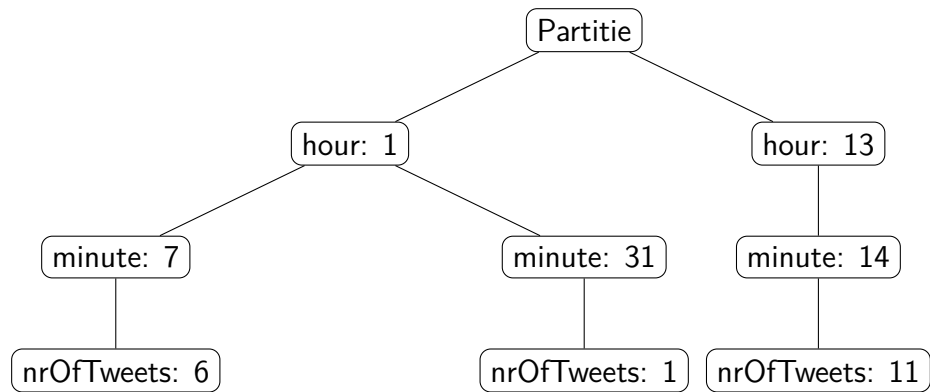 Partitie
hour: 1
hour: 13
minute: 7
minute: 31
minute: 14
nrOfTweets: 6
nrOfTweets: 1
nrOfTweets: 11